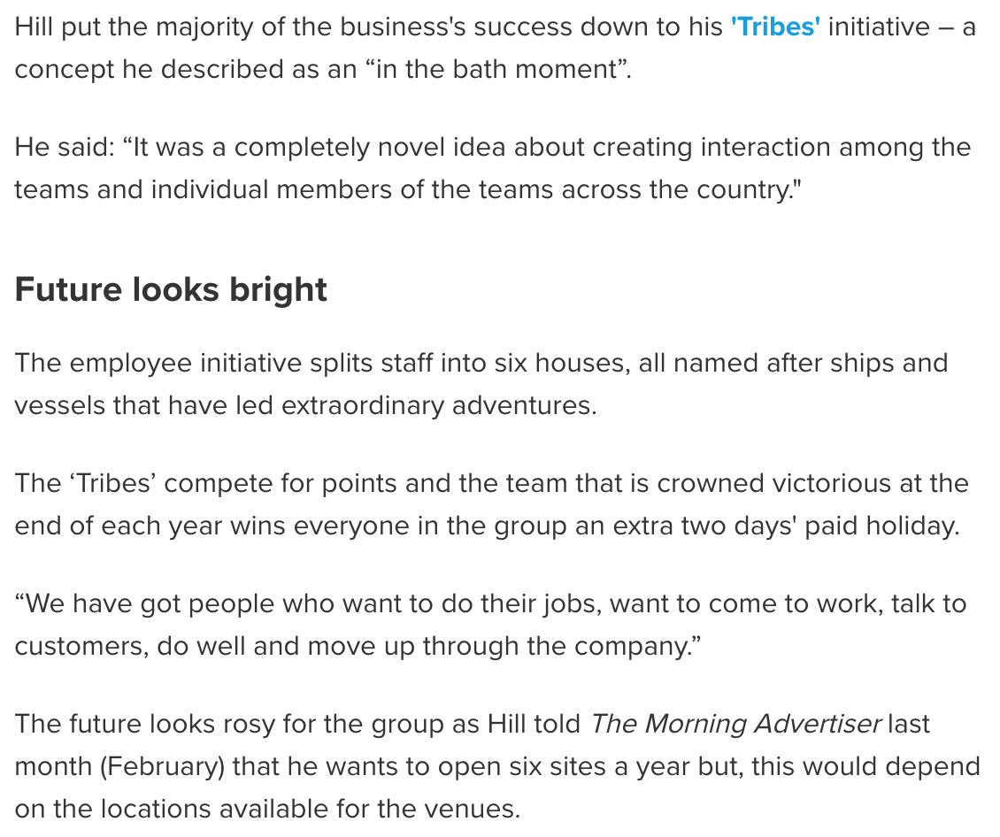 Hill put the majority of the business's success down to his 'Tribes' initiative – a
concept he described as an “in the bath moment”.
He said: “It was a completely novel idea about creating interaction among the
teams and individual members of the teams across the country."
Future looks bright
The employee initiative splits staff into six houses, all named after ships and
vessels that have led extraordinary adventures.
The ‘Tribes’ compete for points and the team that is crowned victorious at the
end of each year wins everyone in the group an extra two days' paid holiday.
“We have got people who want to do their jobs, want to come to work, talk to
customers, do well and move up through the company.”
The future looks rosy for the group as Hill told The Morning Advertiser last
month (February) that he wants to open six sites a year but, this would depend
on the locations available for the venues.